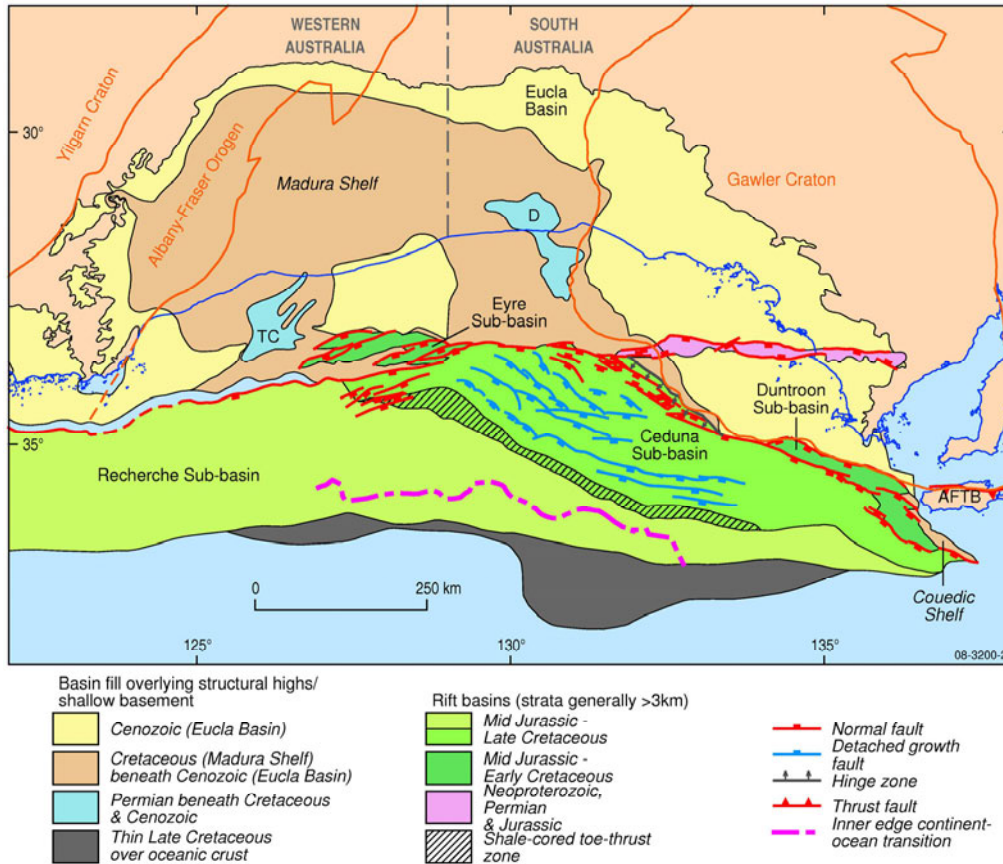 WESTERN
AUSTRALIA
SOUTH
AUSTRALIA
Eucla
Basin
30°
Yilgarn Craton
Albany-Fraser Orogen
Madura Shelf
Gawler Craton
D
TC
Eyre
Sub-basin
Duntroon
Sub-basin
35°
Ceduna
Sub-basin
Recherche Sub-basin
AFTB
0
250 km
Couedic
Shelf
125°
130°
135°
08-3200-2
Basin fill overlying structural highs/
shallow basement
Cenozoic (Eucla Basin)
Cretaceous (Madura Shelf)
beneath Cenozoic (Eucla Basin)
Permian beneath Cretaceous
& Cenozoic
Thin Late Cretaceous
over oceanic crust
Rift basins (strata generally >3km)
Mid Jurassic -
Late Cretaceous
Mid Jurassic -
Early Cretaceous
Neoproterozoic,
Permian
& Jurassic
Shale-cored toe-thrust
zone
Normal fault
Detached growth
fault
Hinge zone
Thrust fault
Inner edge continent-
ocean transition